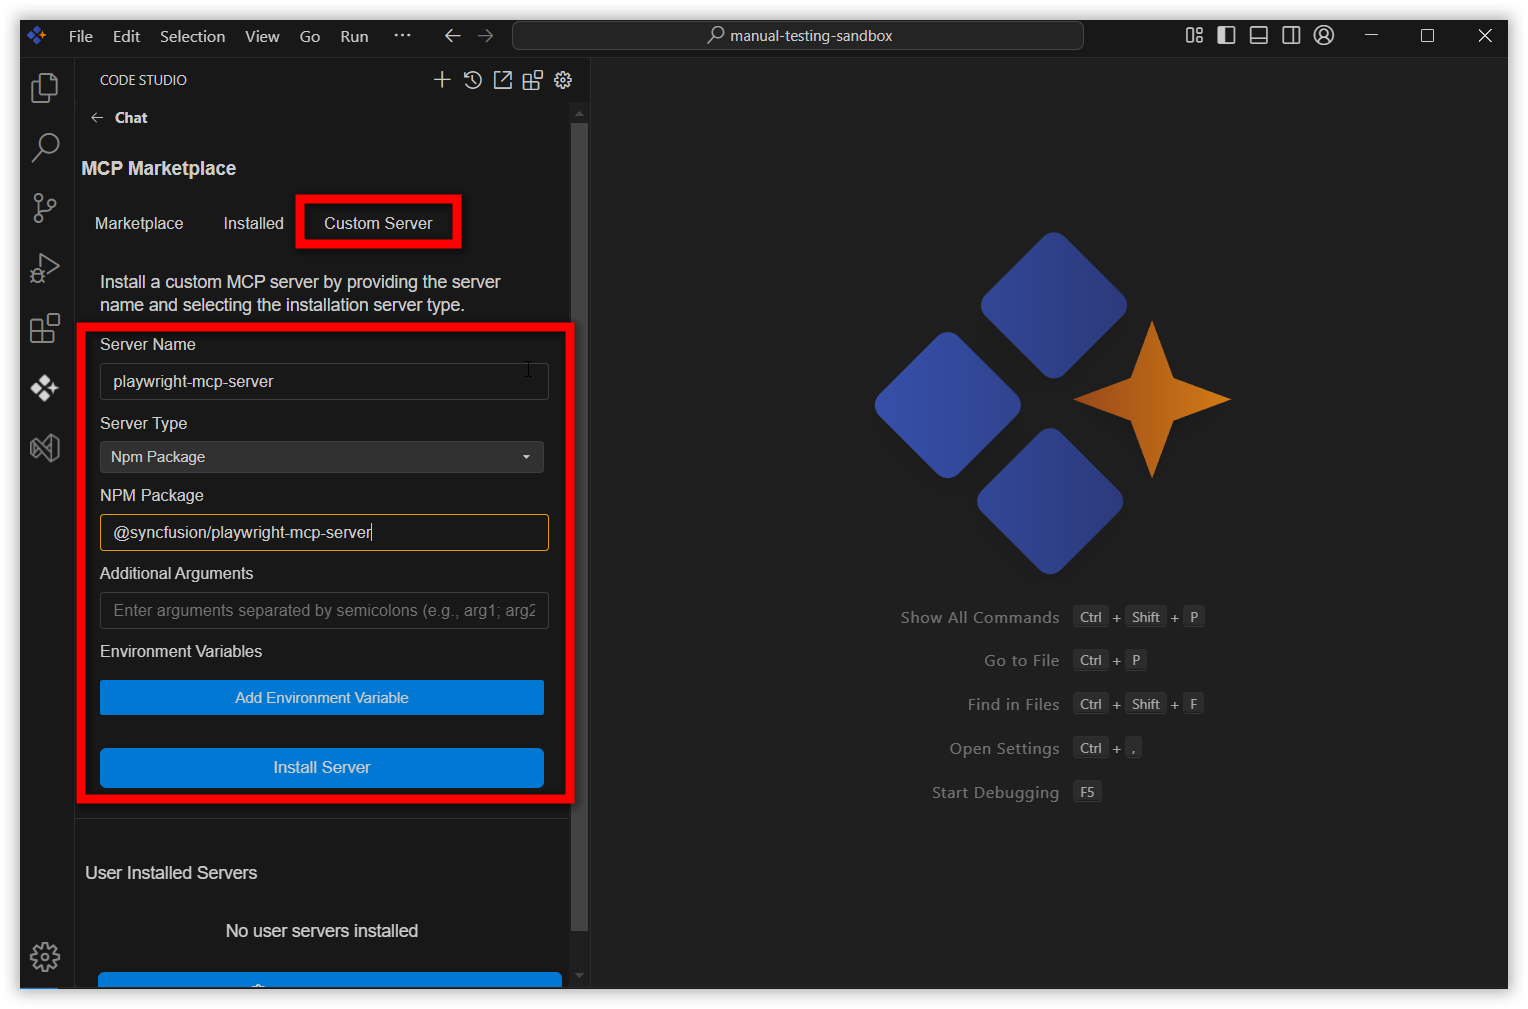 File Edit Selection View Go Run ···
manual-testing-sandbox
CODE STUDIO
Chat
MCP Marketplace
Marketplace Installed Custom Server
Install a custom MCP server by providing the server
name and selecting the installation server type.
Server Name
playwright-mcp-server
Server Type
Npm Package
NPM Package
@syncfusion/playwright-mcp-server
Additional Arguments
Enter arguments separated by semicolons (e.g., arg1; arg2
Environment Variables
Add Environment Variable
Install Server
User Installed Servers
No user servers installed
Show All Commands Ctrl + Shift + P
Go to File Ctrl + P
Find in Files Ctrl + Shift + F
Open Settings Ctrl + ,
Start Debugging F5